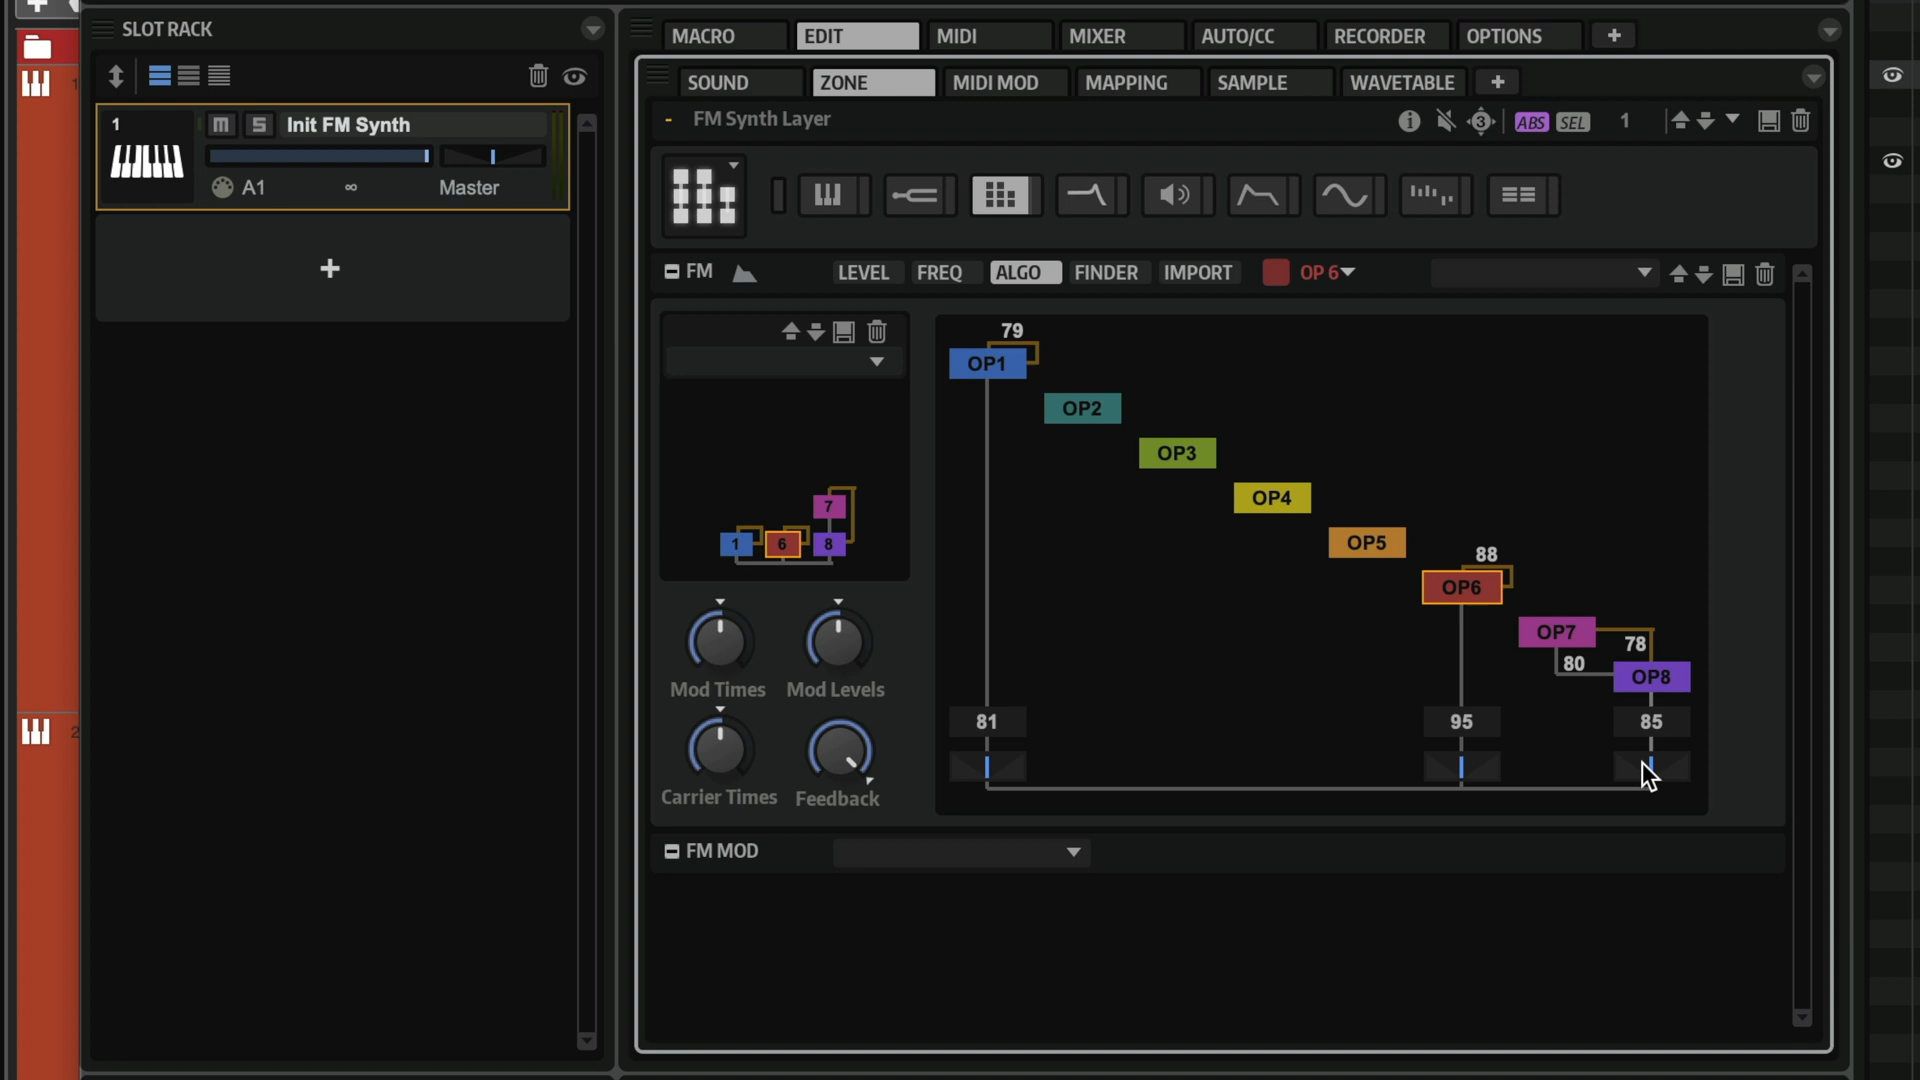 SLOT RACK
1
M S Init FM Synth
A1 ∞ Master
+
1
2
MACRO EDIT MIDI MIXER AUTO/CC RECORDER OPTIONS +
SOUND ZONE MIDI MOD MAPPING SAMPLE WAVETABLE +
- FM Synth Layer 3 ABS SEL 1
FM LEVEL FREQ ALGO FINDER IMPORT OP 6
7
1 6 8
Mod Times Mod Levels
Carrier Times Feedback
79
OP1
OP2
OP3
OP4
OP5
88
OP6
OP7 78
80
OP8
81 95 85
FM MOD